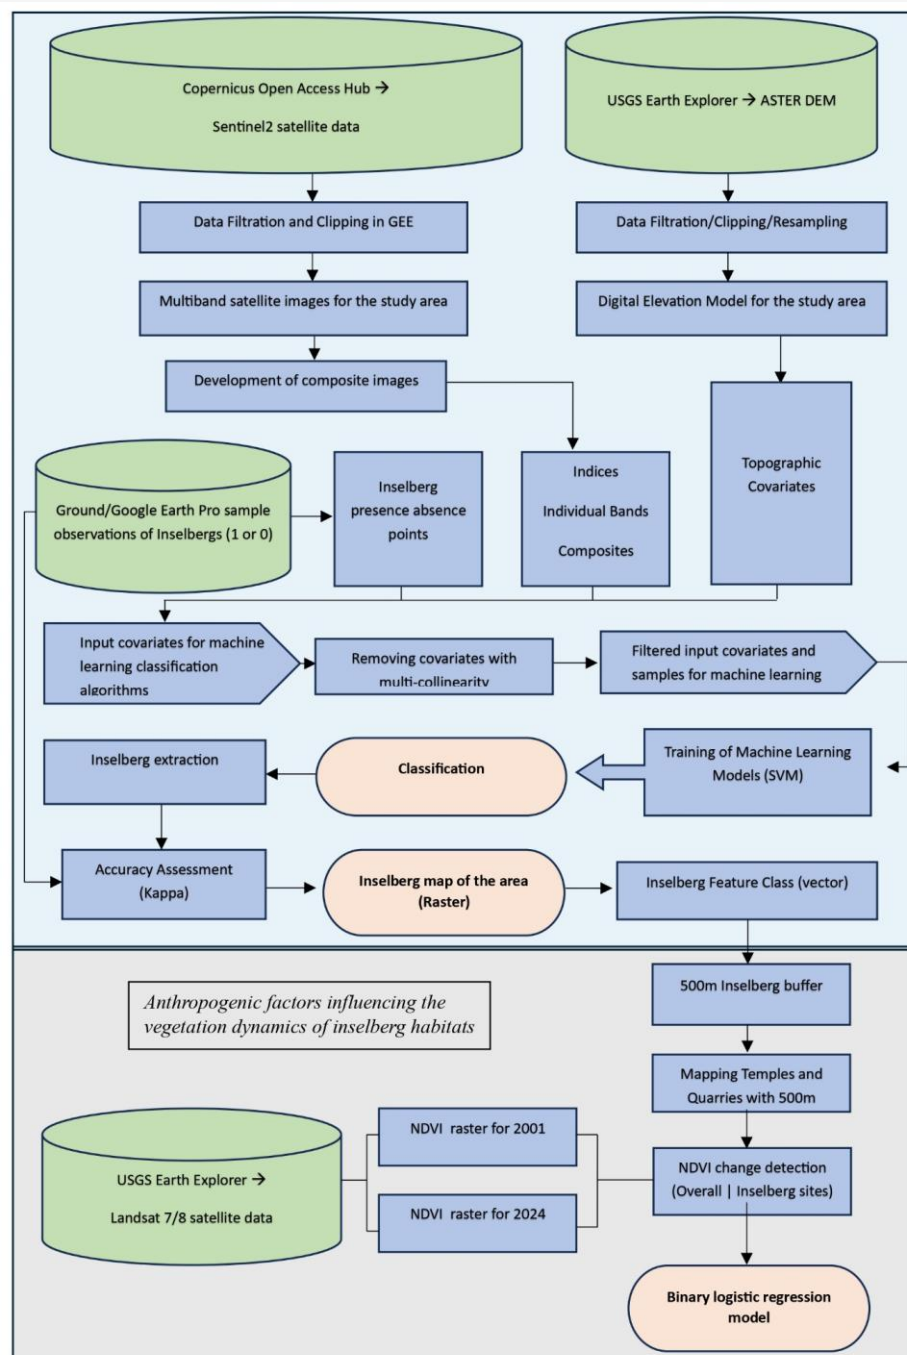 Copernicus Open Access Hub →
Sentinel2 satellite data
USGS Earth Explorer → ASTER DEM
Data Filtration and Clipping in GEE
Data Filtration/Clipping/Resampling
Multiband satellite images for the study area
Digital Elevation Model for the study area
Development of composite images
Ground/Google Earth Pro sample
observations of Inselbergs (1 or 0)
Inselberg
presence absence
points
Indices
Individual Bands
Composites
Topographic
Covariates
Input covariates for machine
learning classification
algorithms
Removing covariates with
multi-collinearity
Filtered input covariates and
samples for machine learning
Inselberg extraction
Classification
Training of Machine Learning
Models (SVM)
Accuracy Assessment
(Kappa)
Inselberg map of the area
(Raster)
Inselberg Feature Class (vector)
Anthropogenic factors influencing the
vegetation dynamics of inselberg habitats
500m Inselberg buffer
Mapping Temples and
Quarries with 500m
USGS Earth Explorer →
Landsat 7/8 satellite data
NDVI raster for 2001
NDVI raster for 2024
NDVI change detection
(Overall | Inselberg sites)
Binary logistic regression
model